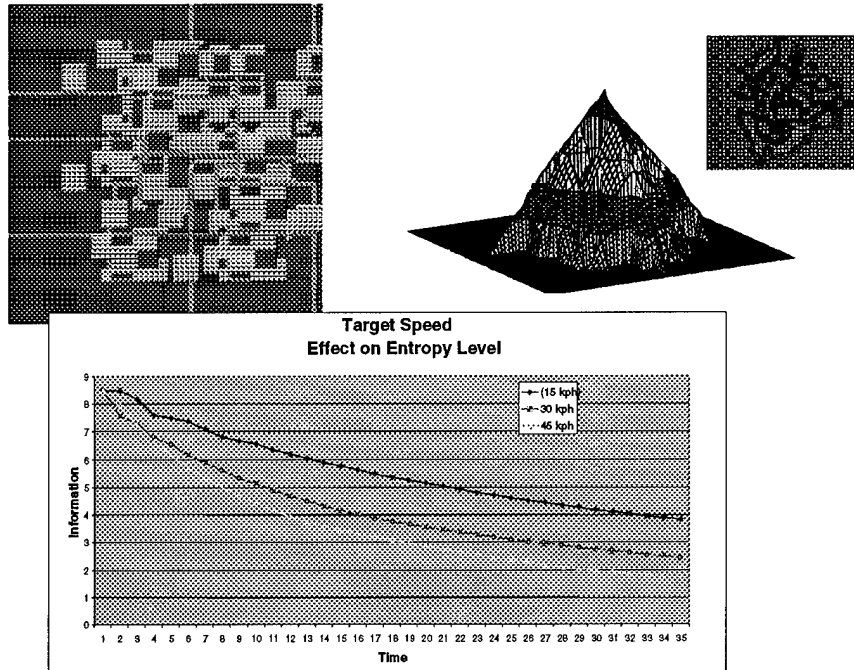 Target Speed
Effect on Entropy Level
(15 kph)
30 kph
45 kph
Information
9
8
7
6
5
4
3
2
1
0
1 2 3 4 5 6 7 8 9 10 11 12 13 14 15 16 17 18 19 20 21 22 23 24 25 26 27 28 29 30 31 32 33 34 35
Time